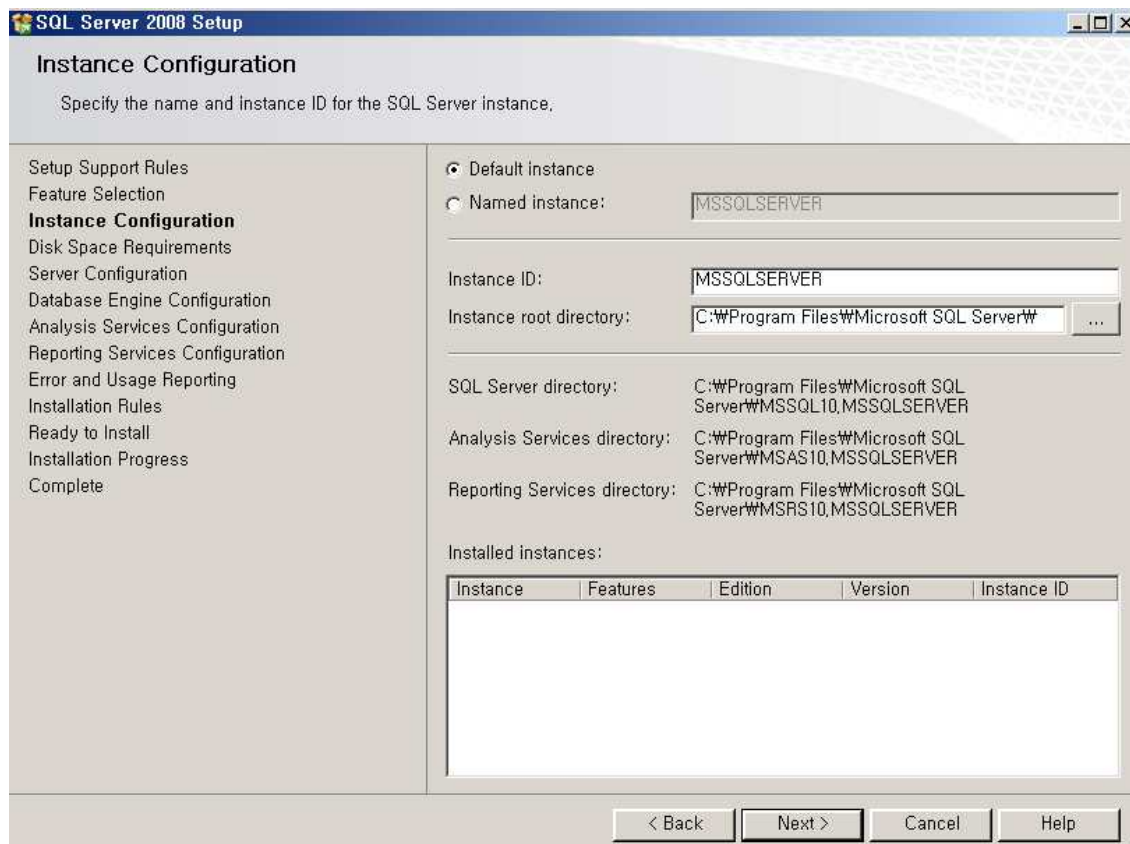 SQL Server 2008 Setup
Instance Configuration
Specify the name and instance ID for the SQL Server instance.
Setup Support Rules
Feature Selection
Instance Configuration
Disk Space Requirements
Server Configuration
Database Engine Configuration
Analysis Services Configuration
Reporting Services Configuration
Error and Usage Reporting
Installation Rules
Ready to Install
Installation Progress
Complete
Default instance
Named instance: MSSQLSERVER
Instance ID: MSSQLSERVER
Instance root directory: C:₩Program Files₩Microsoft SQL Server₩ ...
SQL Server directory: C:₩Program Files₩Microsoft SQL
Server₩MSSQL10.MSSQLSERVER
Analysis Services directory: C:₩Program Files₩Microsoft SQL
Server₩MSAS10.MSSQLSERVER
Reporting Services directory: C:₩Program Files₩Microsoft SQL
Server₩MSRS10.MSSQLSERVER
Installed instances:
Instance Features Edition Version Instance ID
< Back Next > Cancel Help